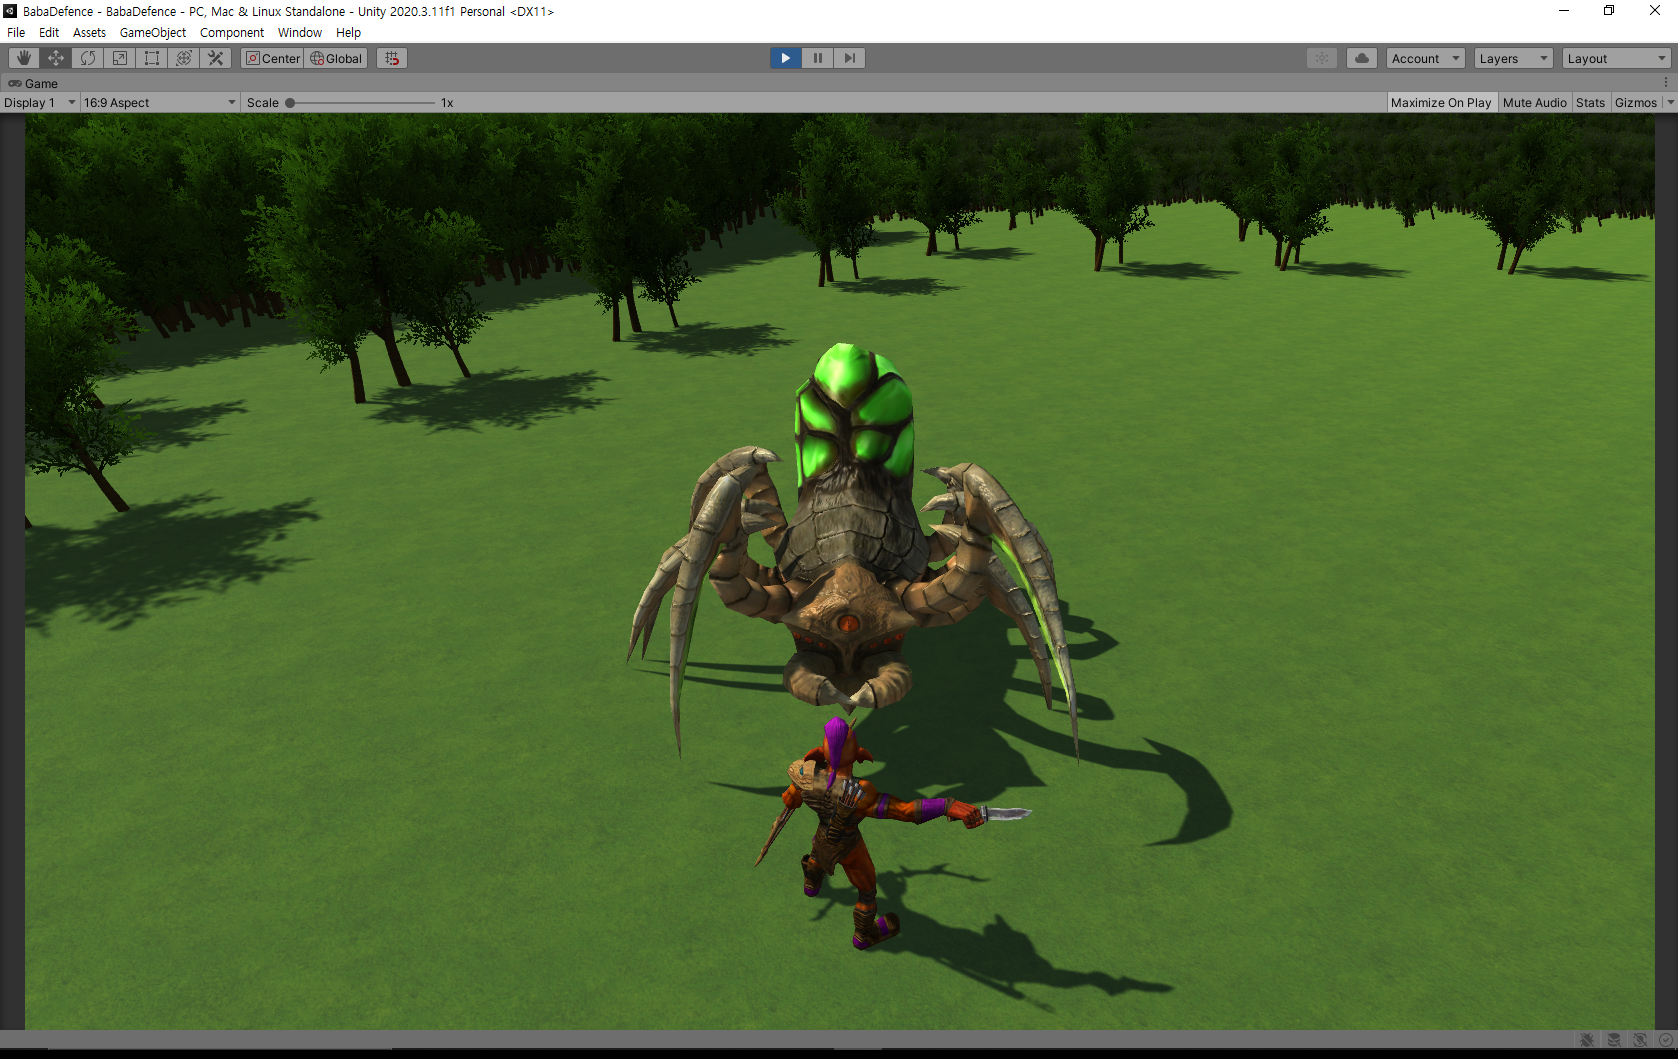 BabaDefence - BabaDefence - PC, Mac & Linux Standalone - Unity 2020.3.11f1 Personal <DX11>
File Edit Assets GameObject Component Window Help
Center Global Account Layers Layout
Game
Display 1 16:9 Aspect Scale 1x Maximize On Play Mute Audio Stats Gizmos